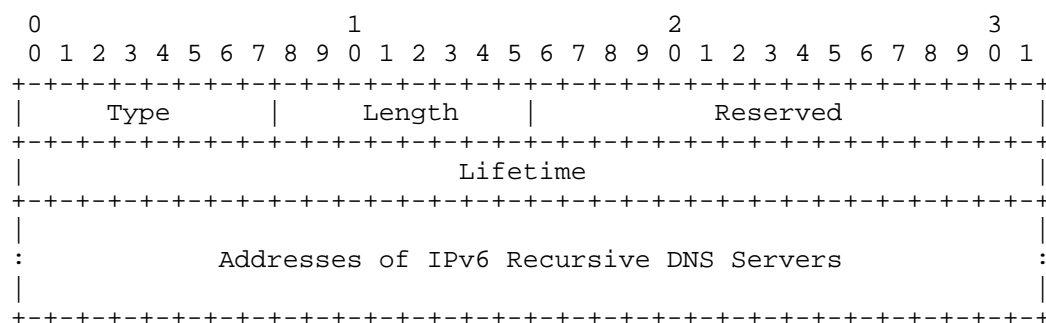 0                   1                   2                   3
 0 1 2 3 4 5 6 7 8 9 0 1 2 3 4 5 6 7 8 9 0 1 2 3 4 5 6 7 8 9 0 1
+-+-+-+-+-+-+-+-+-+-+-+-+-+-+-+-+-+-+-+-+-+-+-+-+-+-+-+-+-+-+-+-+
|     Type      |     Length    |           Reserved            |
+-+-+-+-+-+-+-+-+-+-+-+-+-+-+-+-+-+-+-+-+-+-+-+-+-+-+-+-+-+-+-+-+
|                           Lifetime                            |
+-+-+-+-+-+-+-+-+-+-+-+-+-+-+-+-+-+-+-+-+-+-+-+-+-+-+-+-+-+-+-+-+
|                                                               |
:            Addresses of IPv6 Recursive DNS Servers            :
|                                                               |
+-+-+-+-+-+-+-+-+-+-+-+-+-+-+-+-+-+-+-+-+-+-+-+-+-+-+-+-+-+-+-+-+